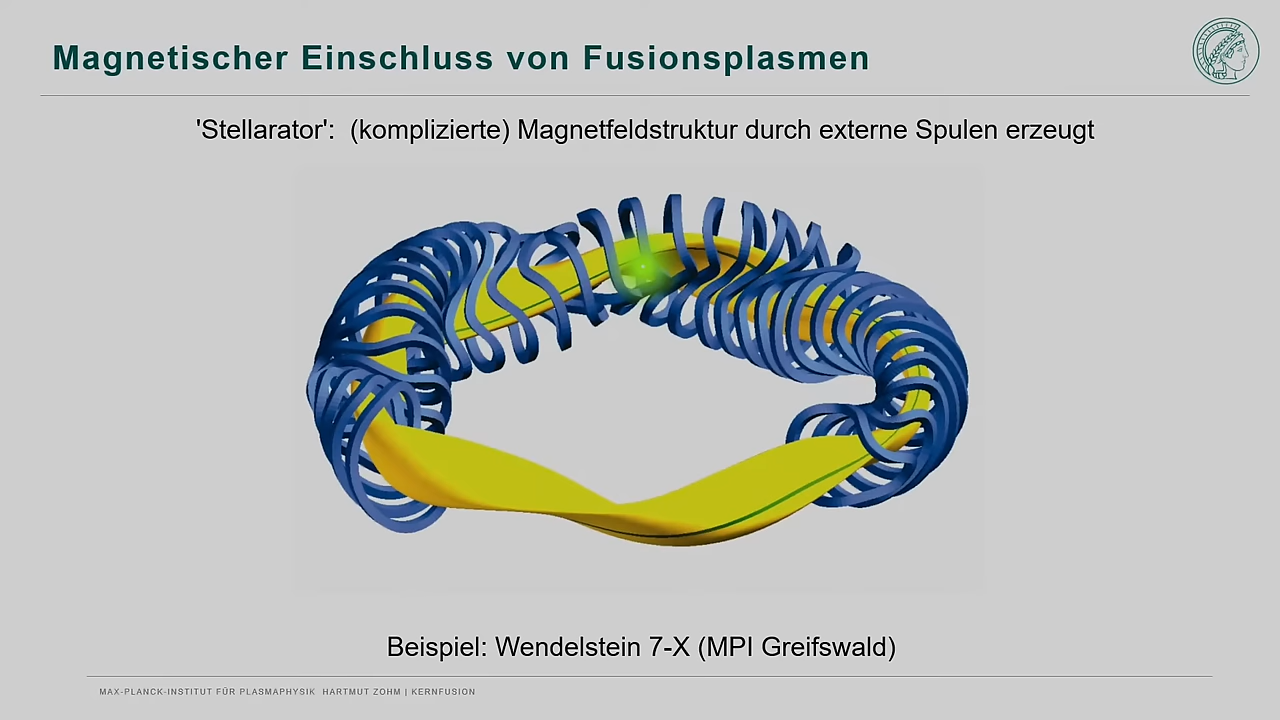 Magnetischer Einschluss von Fusionsplasmen
'Stellarator': (komplizierte) Magnetfeldstruktur durch externe Spulen erzeugt
Beispiel: Wendelstein 7-X (MPI Greifswald)
MAX-PLANCK-INSTITUT FÜR PLASMAPHYSIK HARTMUT ZOHM | KERNFUSION